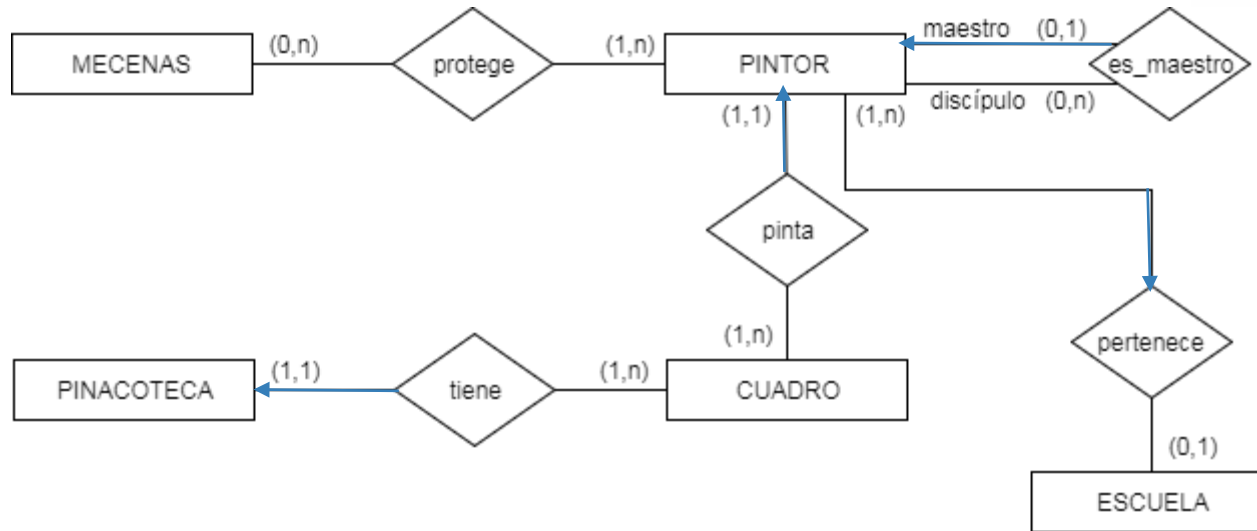 MECENAS
(0,n)
protege
(1,n)
PINTOR
maestro (0,1)
es_maestro
discípulo (0,n)
(1,1)
(1,n)
pinta
(1,n)
pertenece
PINACOTECA
(1,1)
tiene
(1,n)
CUADRO
(0,1)
ESCUELA